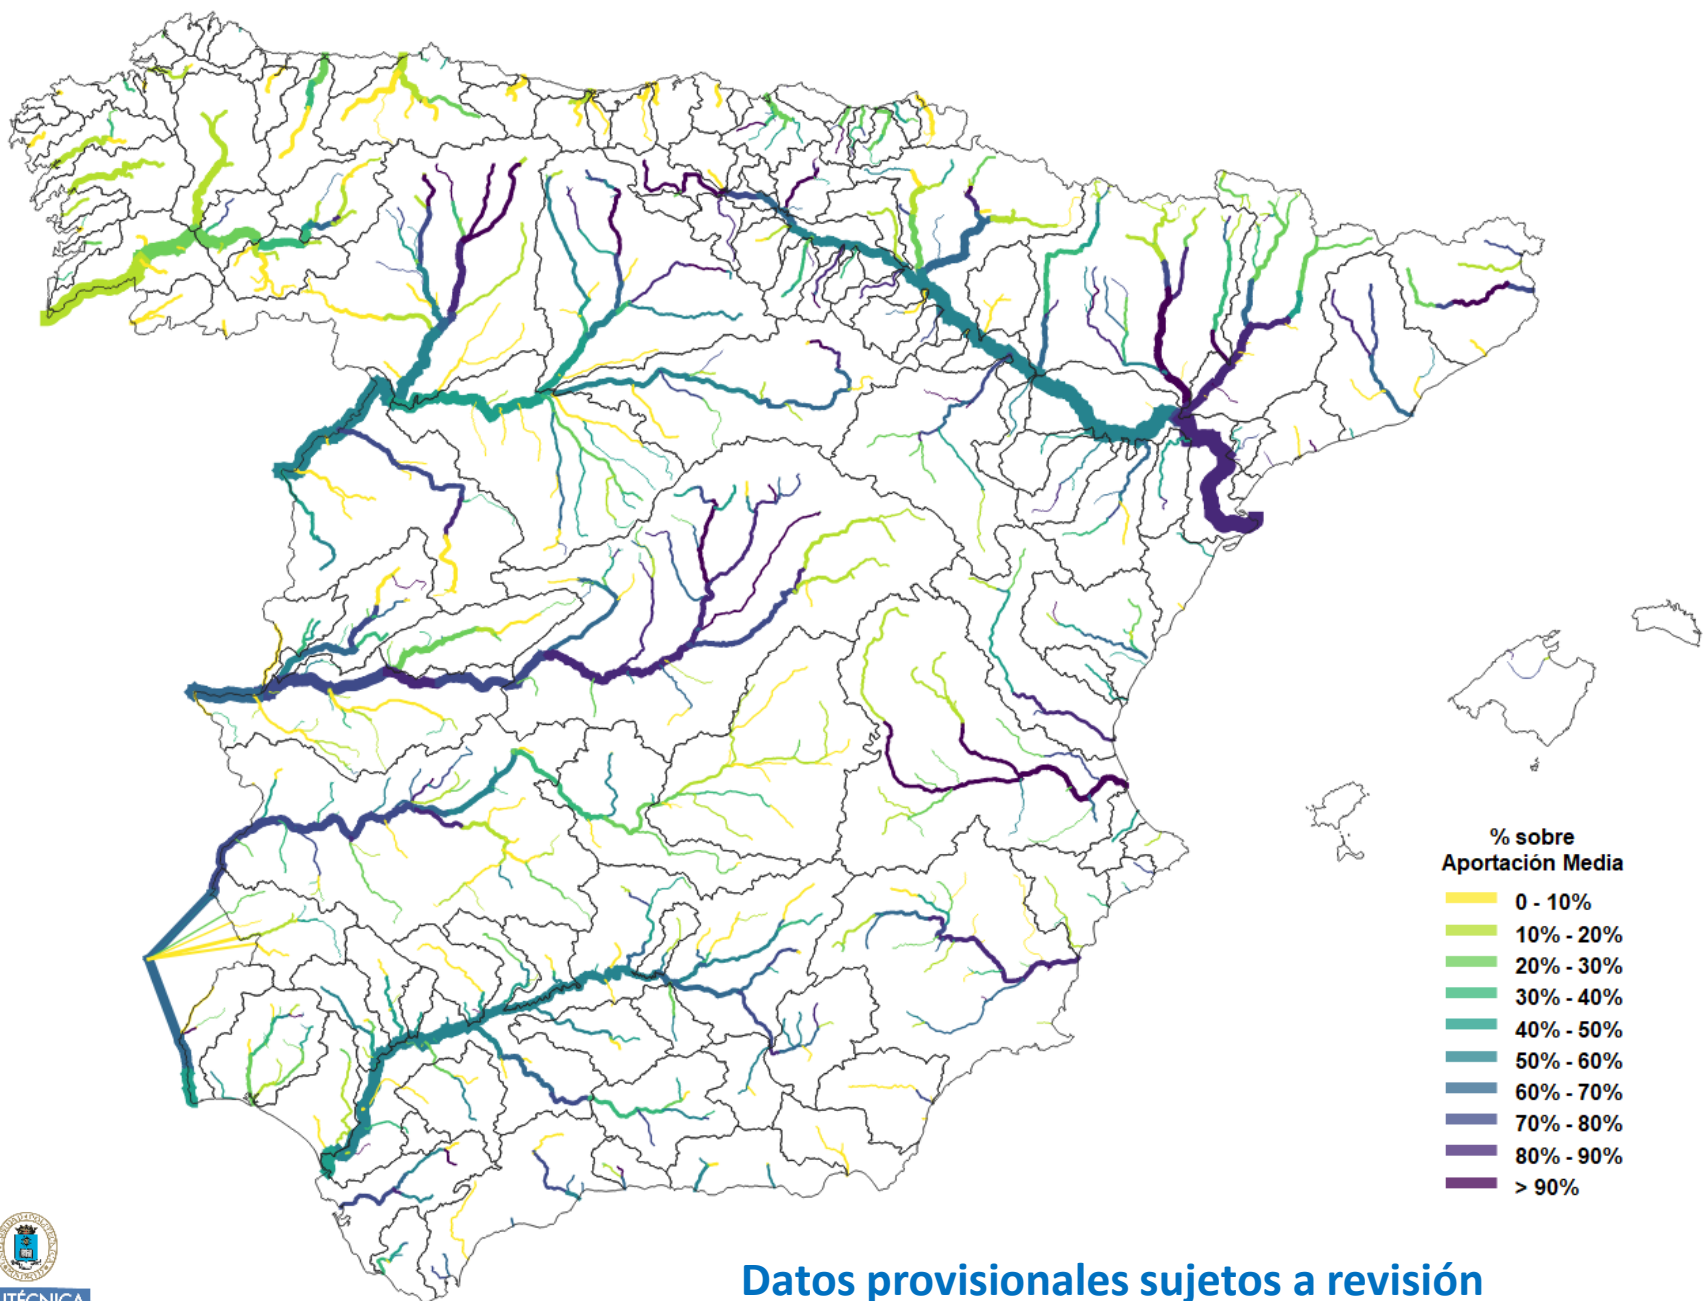 % sobre
Aportación Media
0 - 10%
10% - 20%
20% - 30%
30% - 40%
40% - 50%
50% - 60%
60% - 70%
70% - 80%
80% - 90%
> 90%
Datos provisionales sujetos a revisión